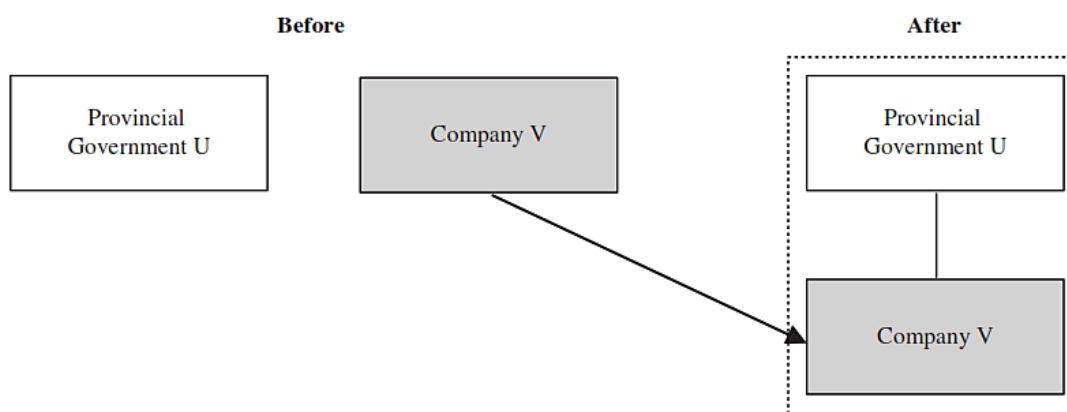 Before
After
Provincial
Government U
Company V
Provincial
Government U
Company V